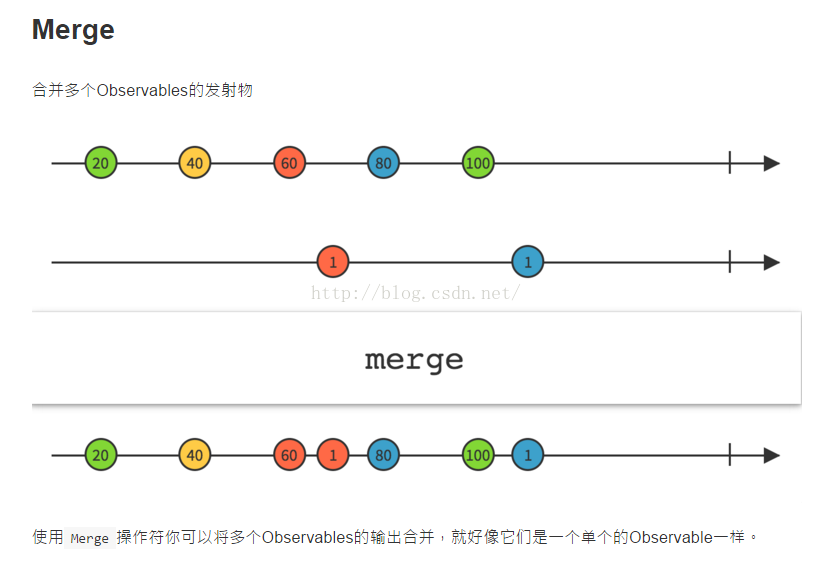 Merge
合并多个Observables的发射物
20 40 60 80 100
1 1
http://blog.csdn.net/
merge
20 40 60 1 80 100 1
使用 Merge 操作符你可以将多个Observables的输出合并，就好像它们是一个单个的Observable一样。